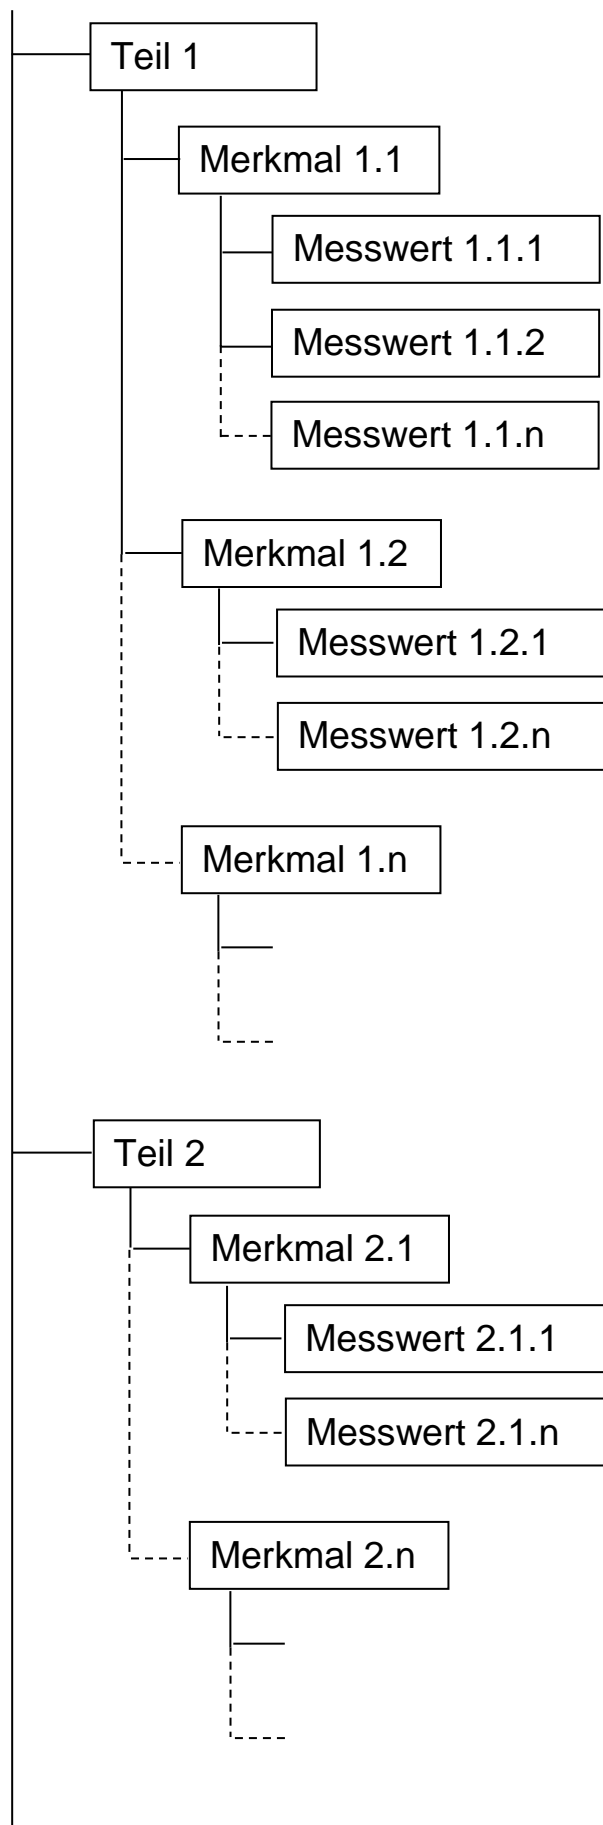 Teil 1
Merkmal 1.1
Messwert 1.1.1
Messwert 1.1.2
Messwert 1.1.n
Merkmal 1.2
Messwert 1.2.1
Messwert 1.2.n
Merkmal 1.n
Teil 2
Merkmal 2.1
Messwert 2.1.1
Messwert 2.1.n
Merkmal 2.n